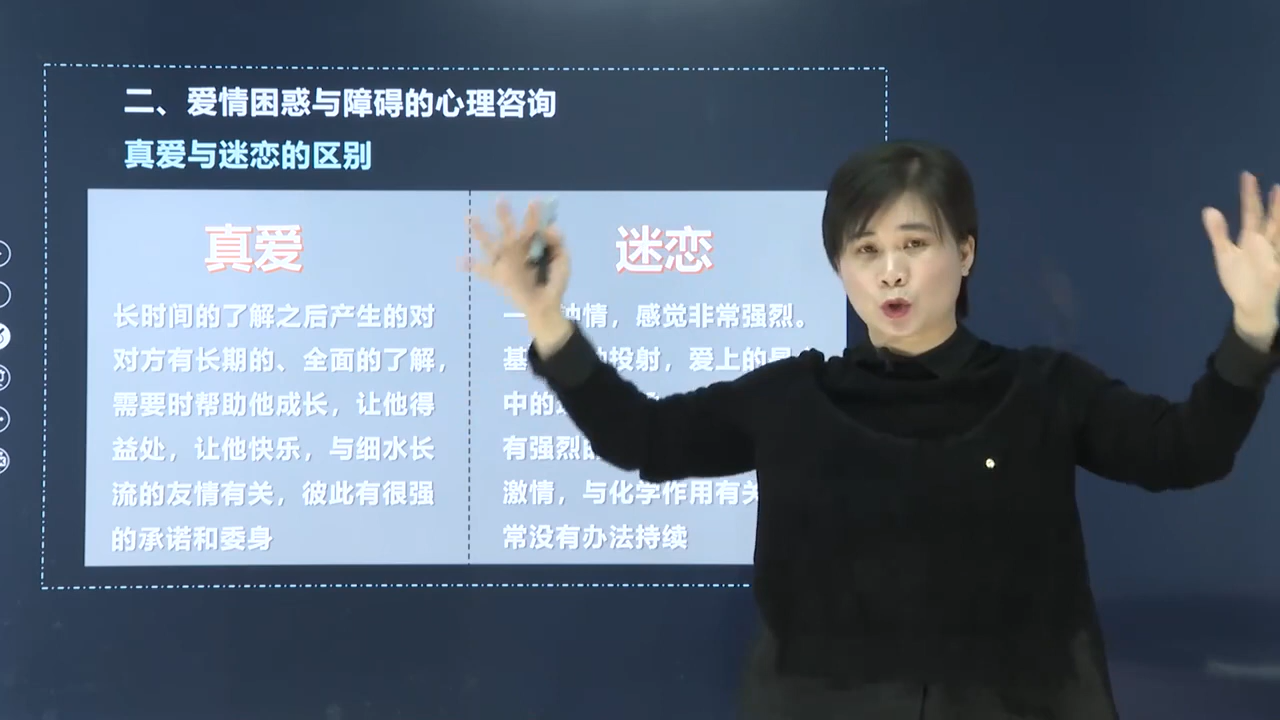 二、爱情困惑与障碍的心理咨询
真爱与迷恋的区别
真爱
长时间的了解之后产生的对
对方有长期的、全面的了解，
需要时帮助他成长，让他得
益处，让他快乐，与细水长
流的友情有关，彼此有很强
的承诺和委身
迷恋
一 钟情，感觉非常强烈。
基 投射，爱上的是
中的
有强烈
激情，与化学作用有关
常没有办法持续